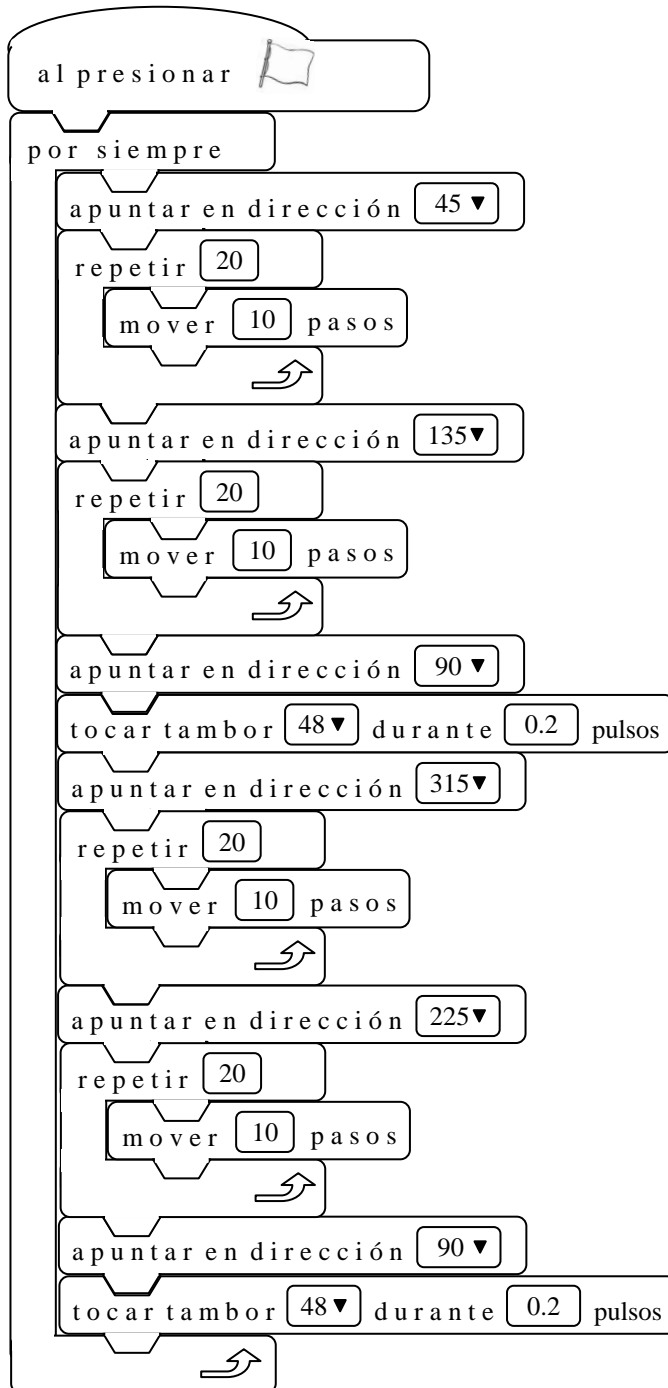 al presionar
por siempre
apuntar en dirección 45 ▼
repetir 20
mover 10 pasos
apuntar en dirección 135▼
repetir 20
mover 10 pasos
apuntar en dirección 90 ▼
tocar tambor 48▼ durante 0.2 pulsos
apuntar en dirección 315▼
repetir 20
mover 10 pasos
apuntar en dirección 225▼
repetir 20
mover 10 pasos
apuntar en dirección 90 ▼
tocar tambor 48▼ durante 0.2 pulsos